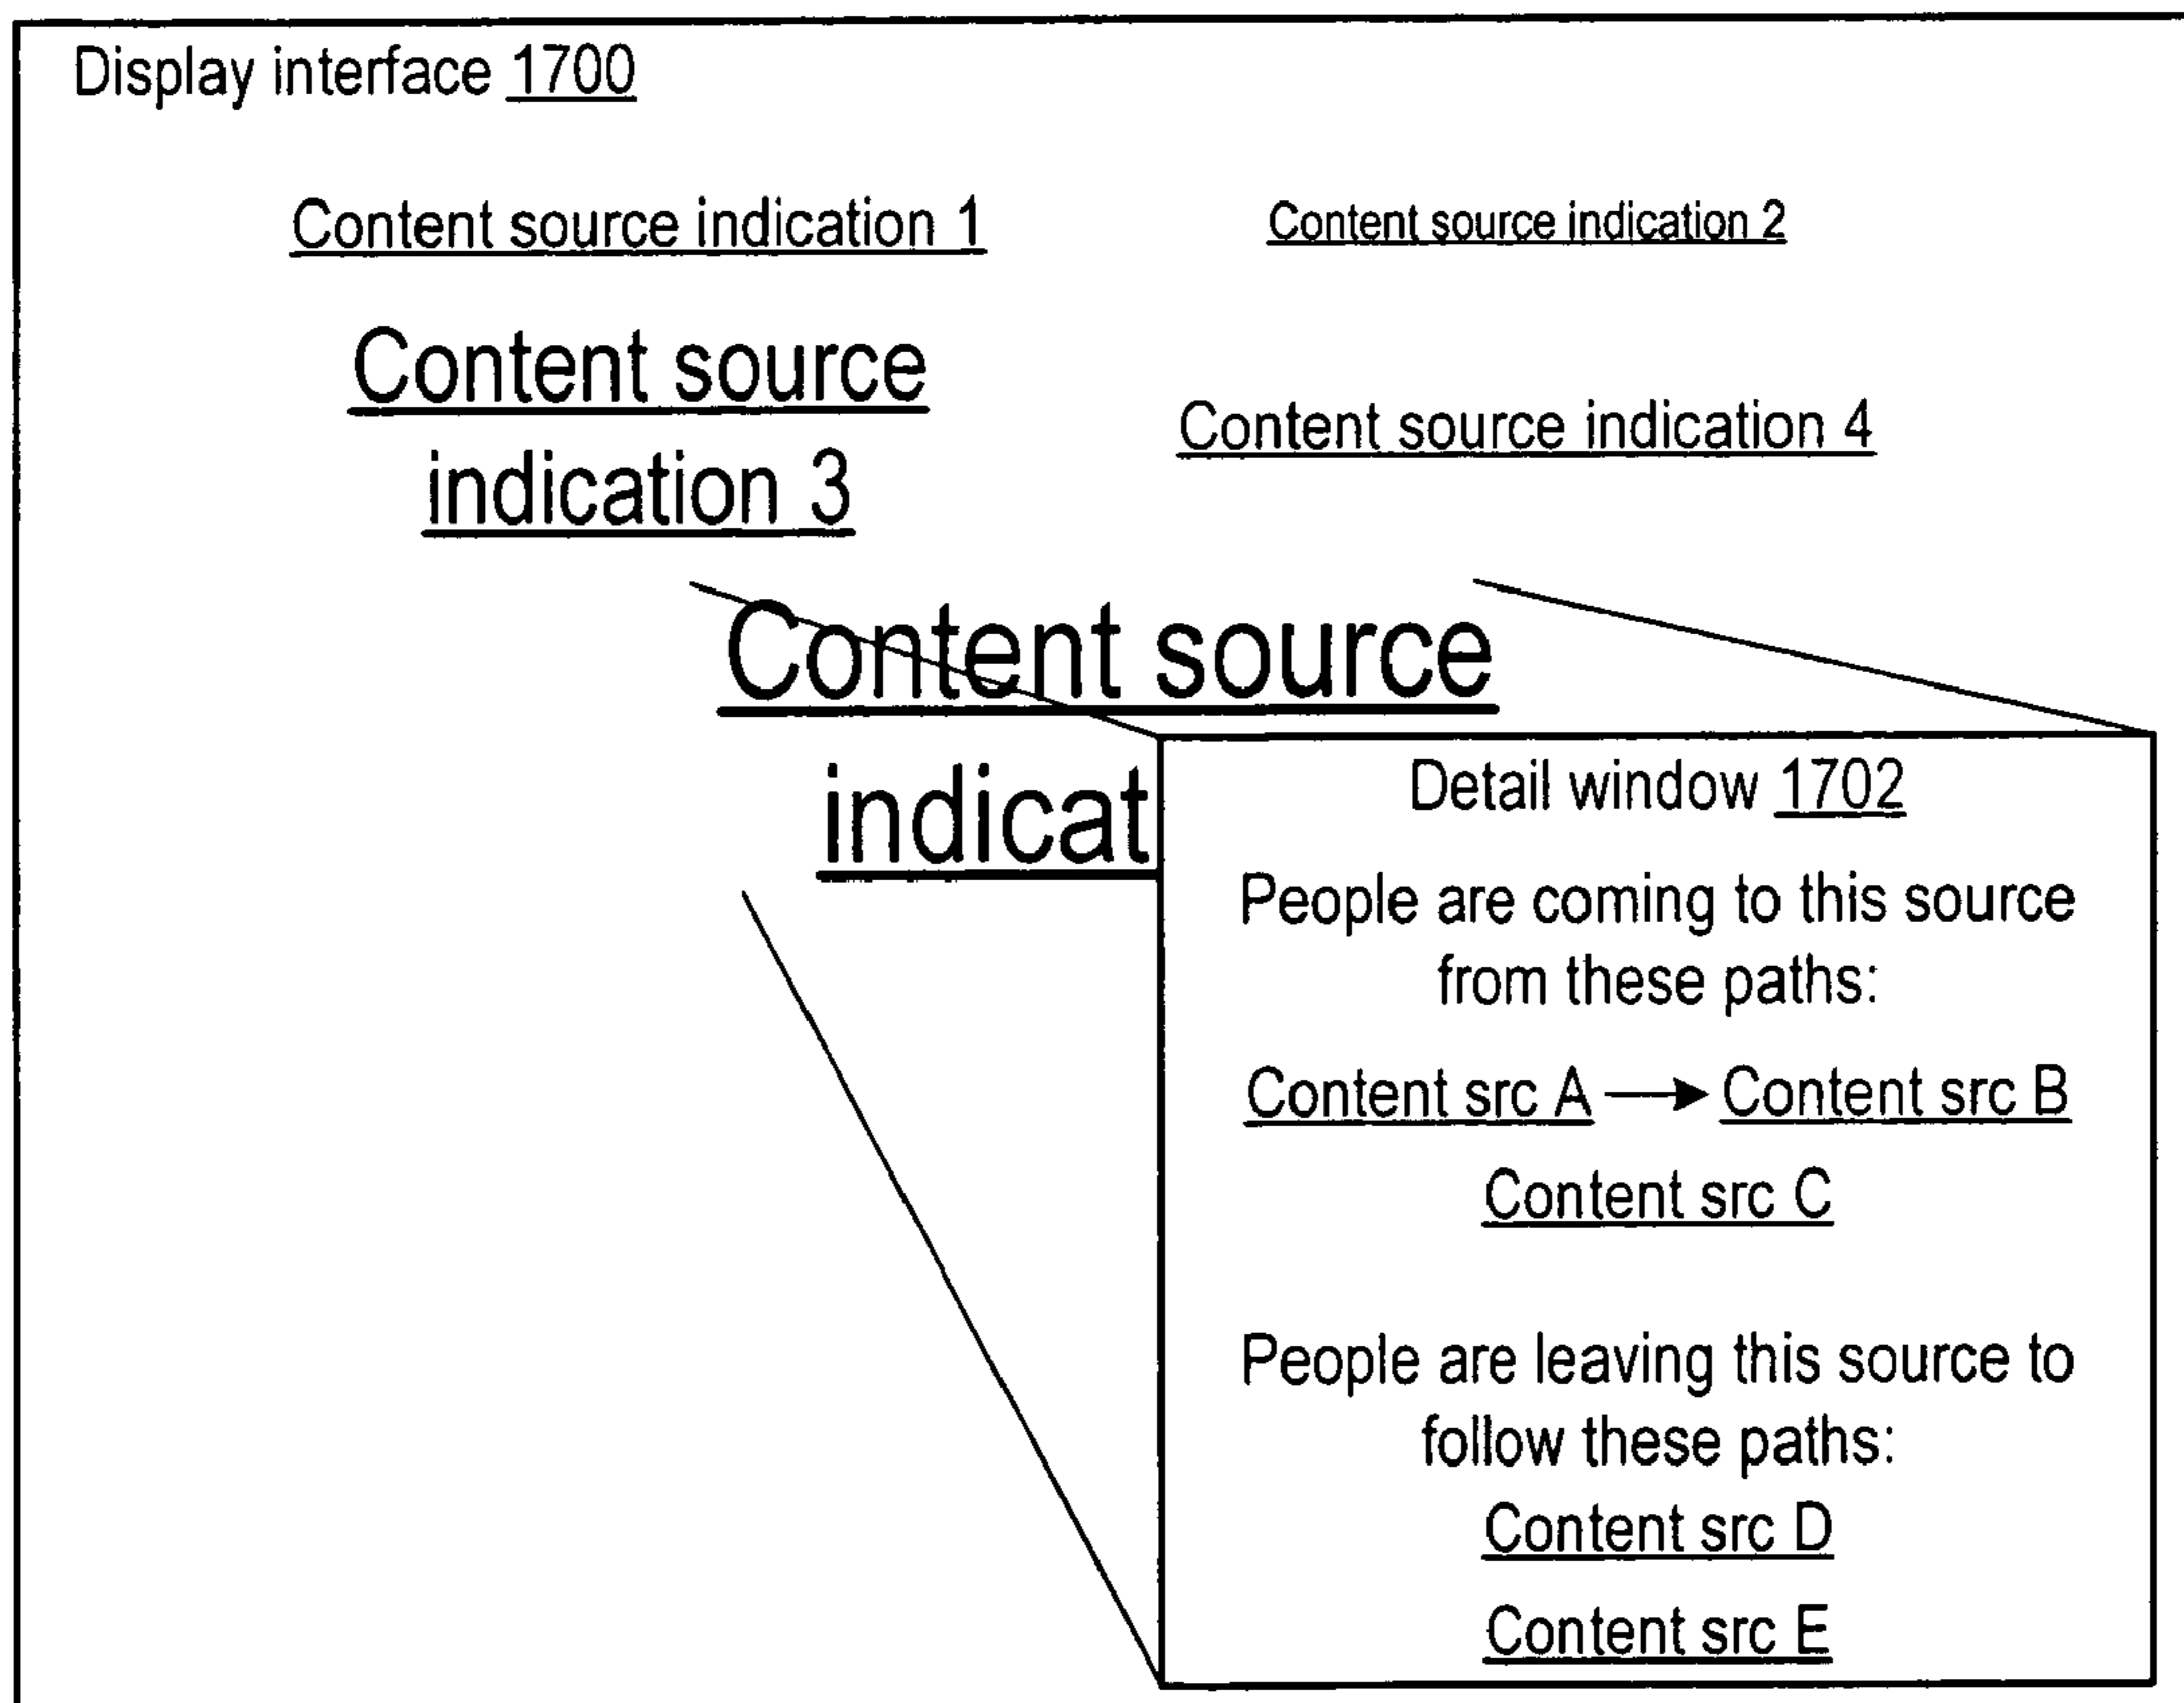 Display interface 1700
Content source indication 1
Content source indication 2
Content source
indication 3
Content source indication 4
Content source
indicat
Detail window 1702
People are coming to this source
from these paths:
Content src A → Content src B
Content src C
People are leaving this source to
follow these paths:
Content src D
Content src E